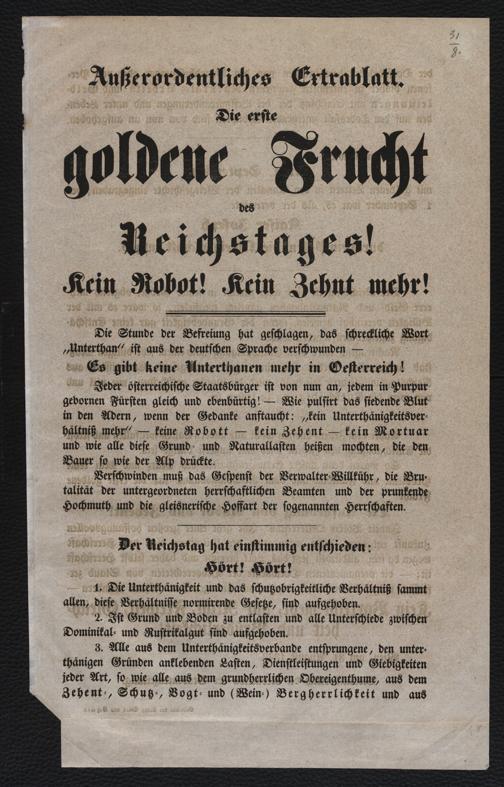 31
8.
Außerordentliches Extrablatt.
Die erste
goldene Frucht
des
Reichstages!
Kein Robot! Kein Zehnt mehr!
Die Stunde der Befreiung hat geschlagen, das schreckliche Wort
„Unterthan“ ist aus der deutschen Sprache verschwunden —
Es gibt keine Unterthanen mehr in Oesterreich!
Jeder österreichische Staatsbürger ist von nun an, jedem in Purpur
gebornen Fürsten gleich und ebenbürtig! — Wie pulsirt das siedende Blut
in den Adern, wenn der Gedanke auftaucht: „kein Unterthänigkeitsver-
hältniß mehr“ — keine Robott — kein Zehent — kein Mortuar
und wie alle diese Grund- und Naturallasten heißen mochten, die den
Bauer so wie der Alp drückte.
Verschwinden muß das Gespenst der Verwalter-Willkühr, die Bru-
talität der untergeordneten herrschaftlichen Beamten und der prunkende
Hochmuth und die gleisnerische Hoffart der sogenannten Herrschaften.
Der Reichstag hat einstimmig entschieden:
Hört! Hört!
1. Die Unterthänigkeit und das schutzobrigkeitliche Verhältniß sammt
allen, diese Verhältnisse normirende Gesetze, sind aufgehoben.
2. Ist Grund und Boden zu entlasten und alle Unterschiede zwischen
Dominikal- und Rustikalgut sind aufgehoben.
3. Alle aus dem Unterthänigkeitsverbande entsprungene, den unter-
thänigen Gründen anklebenden Lasten, Dienstleistungen und Giebigkeiten
jeder Art, so wie alle aus dem grundherrlichen Obereigenthume, aus dem
Zehent-, Schutz-, Vogt- und (Wein-) Bergherrlichkeit und aus